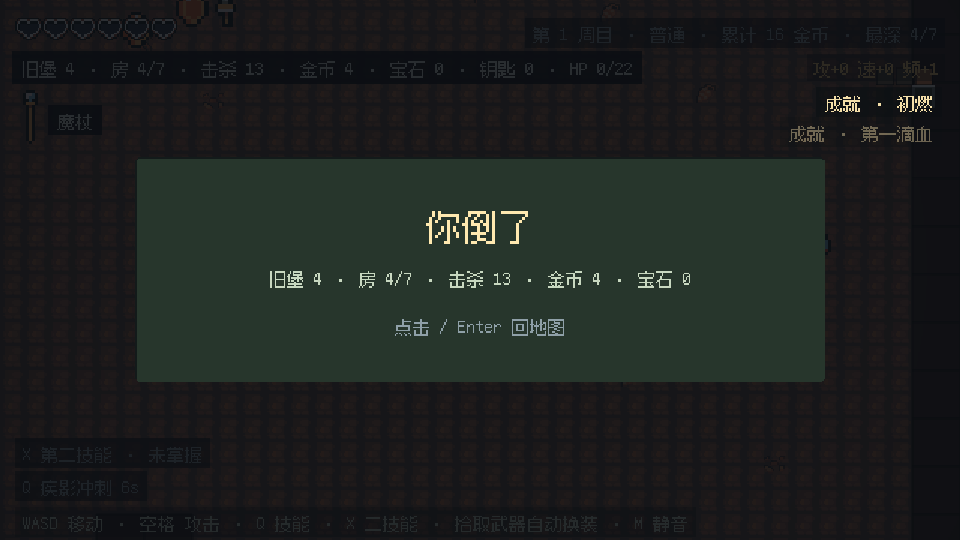 第 1 周目 · 普通 · 累计 16 金币 · 最深 4/7
旧堡 4 · 房 4/7 · 击杀 13 · 金币 4 · 宝石 0 · 钥匙 0 · HP 0/22
攻+0 速+0 频+1
成就 · 初燃
魔杖
成就 · 第一滴血
你倒了
旧堡 4 · 房 4/7 · 击杀 13 · 金币 4 · 宝石 0
点击 / Enter 回地图
X 第二技能 · 未掌握
Q 疾影冲刺 6s
WASD 移动 · 空格 攻击 · Q 技能 · X 二技能 · 拾取武器自动换装 · M 静音